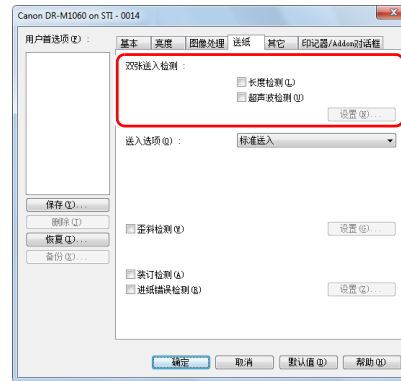 Canon DR-M1060 on STI - 0014
用户首选项(P):
基本 亮度 图像处理 送纸 其它 印记器/Addon对话框
双张送入检测:
长度检测(L)
超声波检测(U)
设置(W)...
送入选项(O):
标准送入
保存(V)...
删除(T)
恢复(I)...
备份(K)...
歪斜检测(Y)
设置(G)...
装订检测(A)
进纸错误检测(R)
设置(Z)...
确定 取消 默认值(D) 帮助(H)